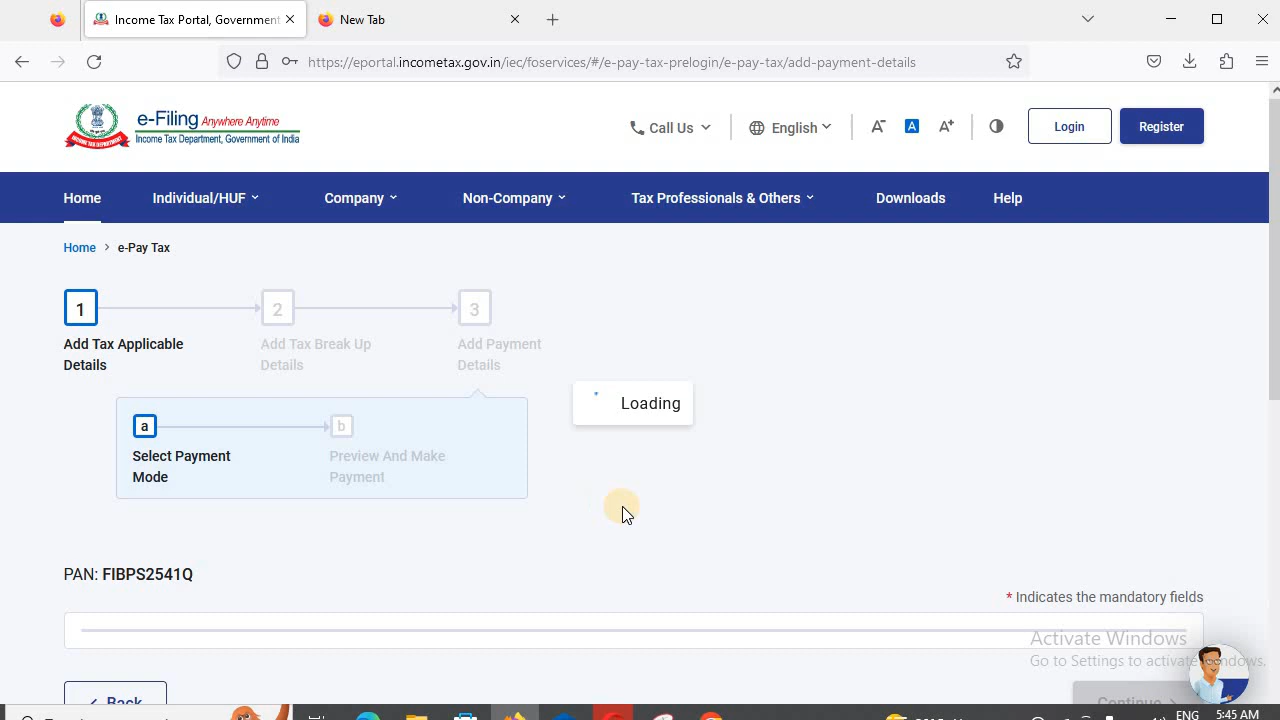 Income Tax Portal, Government
New Tab
https://eportal.incometax.gov.in/iec/foservices/#/e-pay-tax-prelogin/e-pay-tax/add-payment-details
e-Filing Anywhere Anytime
Income Tax Department, Government of India
INCOME TAX DEPARTMENT
Call Us
English
A-
A
A+
Login
Register
Home
Individual/HUF
Company
Non-Company
Tax Professionals & Others
Downloads
Help
Home > e-Pay Tax
1
2
3
Add Tax Applicable
Details
Add Tax Break Up
Details
Add Payment
Details
Loading
a
b
Select Payment
Mode
Preview And Make
Payment
PAN: FIBPS2541Q
* Indicates the mandatory fields
Activate Windows
Go to Settings to activate Windows.
Back
Continue
ENG
5:45 AM